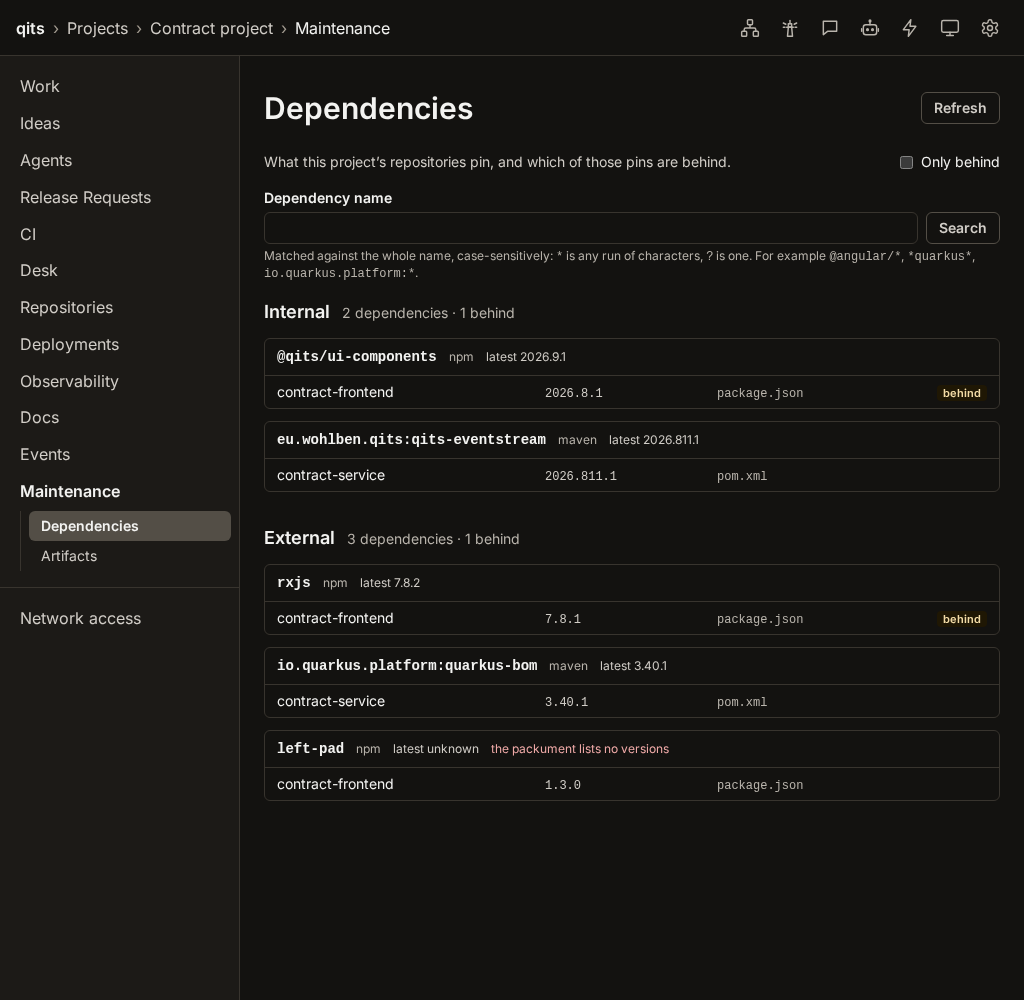 qits › Projects › Contract project › Maintenance
Work
Ideas
Agents
Release Requests
CI
Desk
Repositories
Deployments
Observability
Docs
Events
Maintenance
Dependencies
Artifacts
Network access
Dependencies
Refresh
What this project's repositories pin, and which of those pins are behind.
Only behind
Dependency name
Search
Matched against the whole name, case-sensitively: * is any run of characters, ? is one. For example @angular/*, *quarkus*,
io.quarkus.platform:*.
Internal 2 dependencies · 1 behind
@qits/ui-components npm latest 2026.9.1
contract-frontend 2026.8.1 package.json behind
eu.wohlben.qits:qits-eventstream maven latest 2026.811.1
contract-service 2026.811.1 pom.xml
External 3 dependencies · 1 behind
rxjs npm latest 7.8.2
contract-frontend 7.8.1 package.json behind
io.quarkus.platform:quarkus-bom maven latest 3.40.1
contract-service 3.40.1 pom.xml
left-pad npm latest unknown the packument lists no versions
contract-frontend 1.3.0 package.json